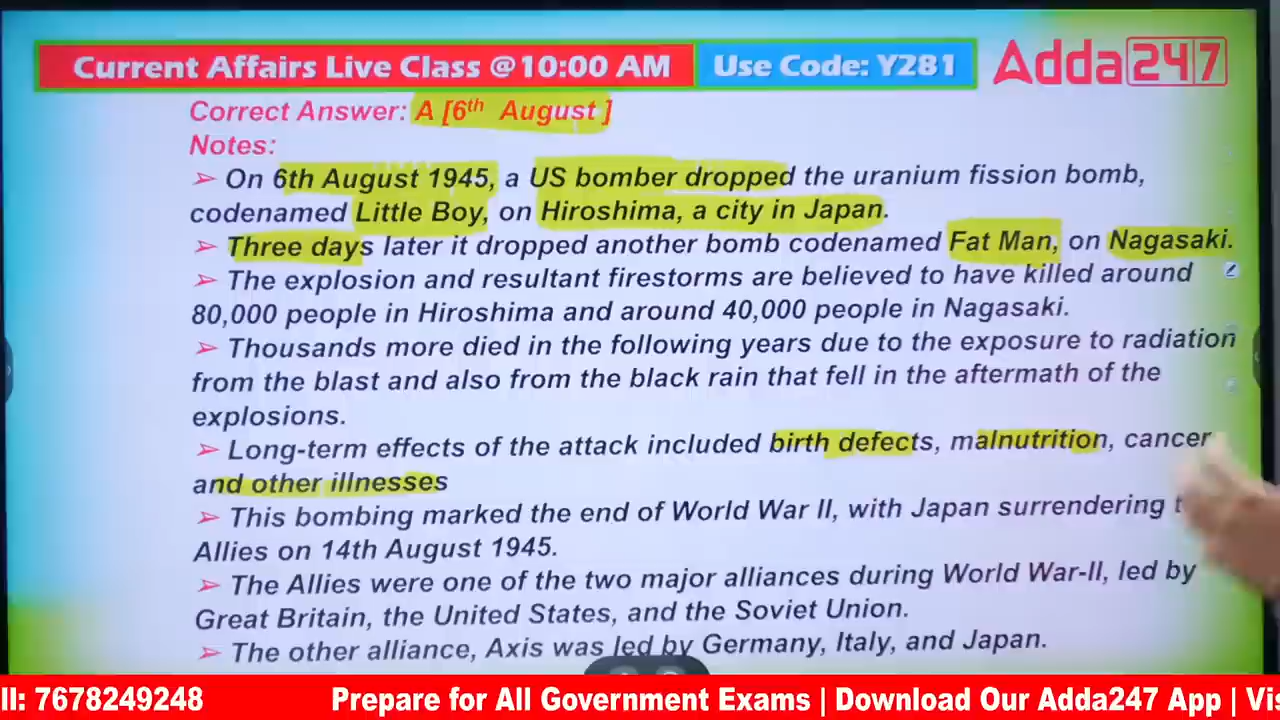 Current Affairs Live Class @10:00 AM Use Code: Y281 Adda247
Correct Answer: A [6th August ]
Notes:
➢ On 6th August 1945, a US bomber dropped the uranium fission bomb,
codenamed Little Boy, on Hiroshima, a city in Japan.
➢ Three days later it dropped another bomb codenamed Fat Man, on Nagasaki.
➢ The explosion and resultant firestorms are believed to have killed around
80,000 people in Hiroshima and around 40,000 people in Nagasaki.
➢ Thousands more died in the following years due to the exposure to radiation
from the blast and also from the black rain that fell in the aftermath of the
explosions.
➢ Long-term effects of the attack included birth defects, malnutrition, cancer
and other illnesses
➢ This bombing marked the end of World War II, with Japan surrendering
Allies on 14th August 1945.
➢ The Allies were one of the two major alliances during World War-II, led by
Great Britain, the United States, and the Soviet Union.
➢ The other alliance, Axis was led by Germany, Italy, and Japan.
ll: 7678249248 Prepare for All Government Exams | Download Our Adda247 App |